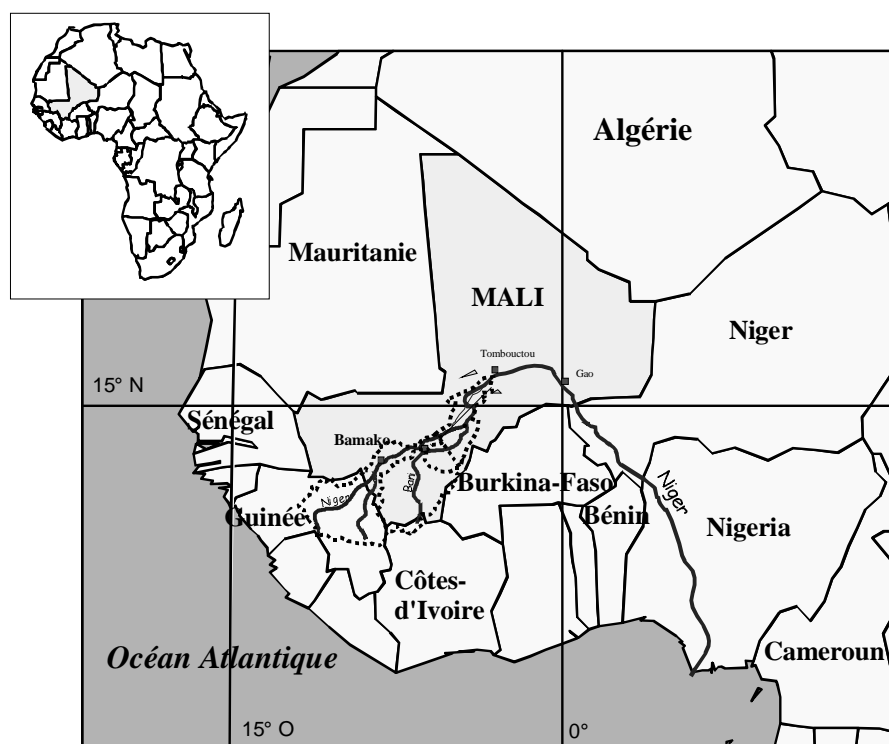 Algérie
Mauritanie
MALI
Niger
Tombouctou
Gao
15° N
Sénégal
Bamako
Bani
Niger
Burkina-Faso
Niger
Guinée
Bénin
Nigeria
Côtes-
d'Ivoire
Océan Atlantique
Cameroun
15° O
0°